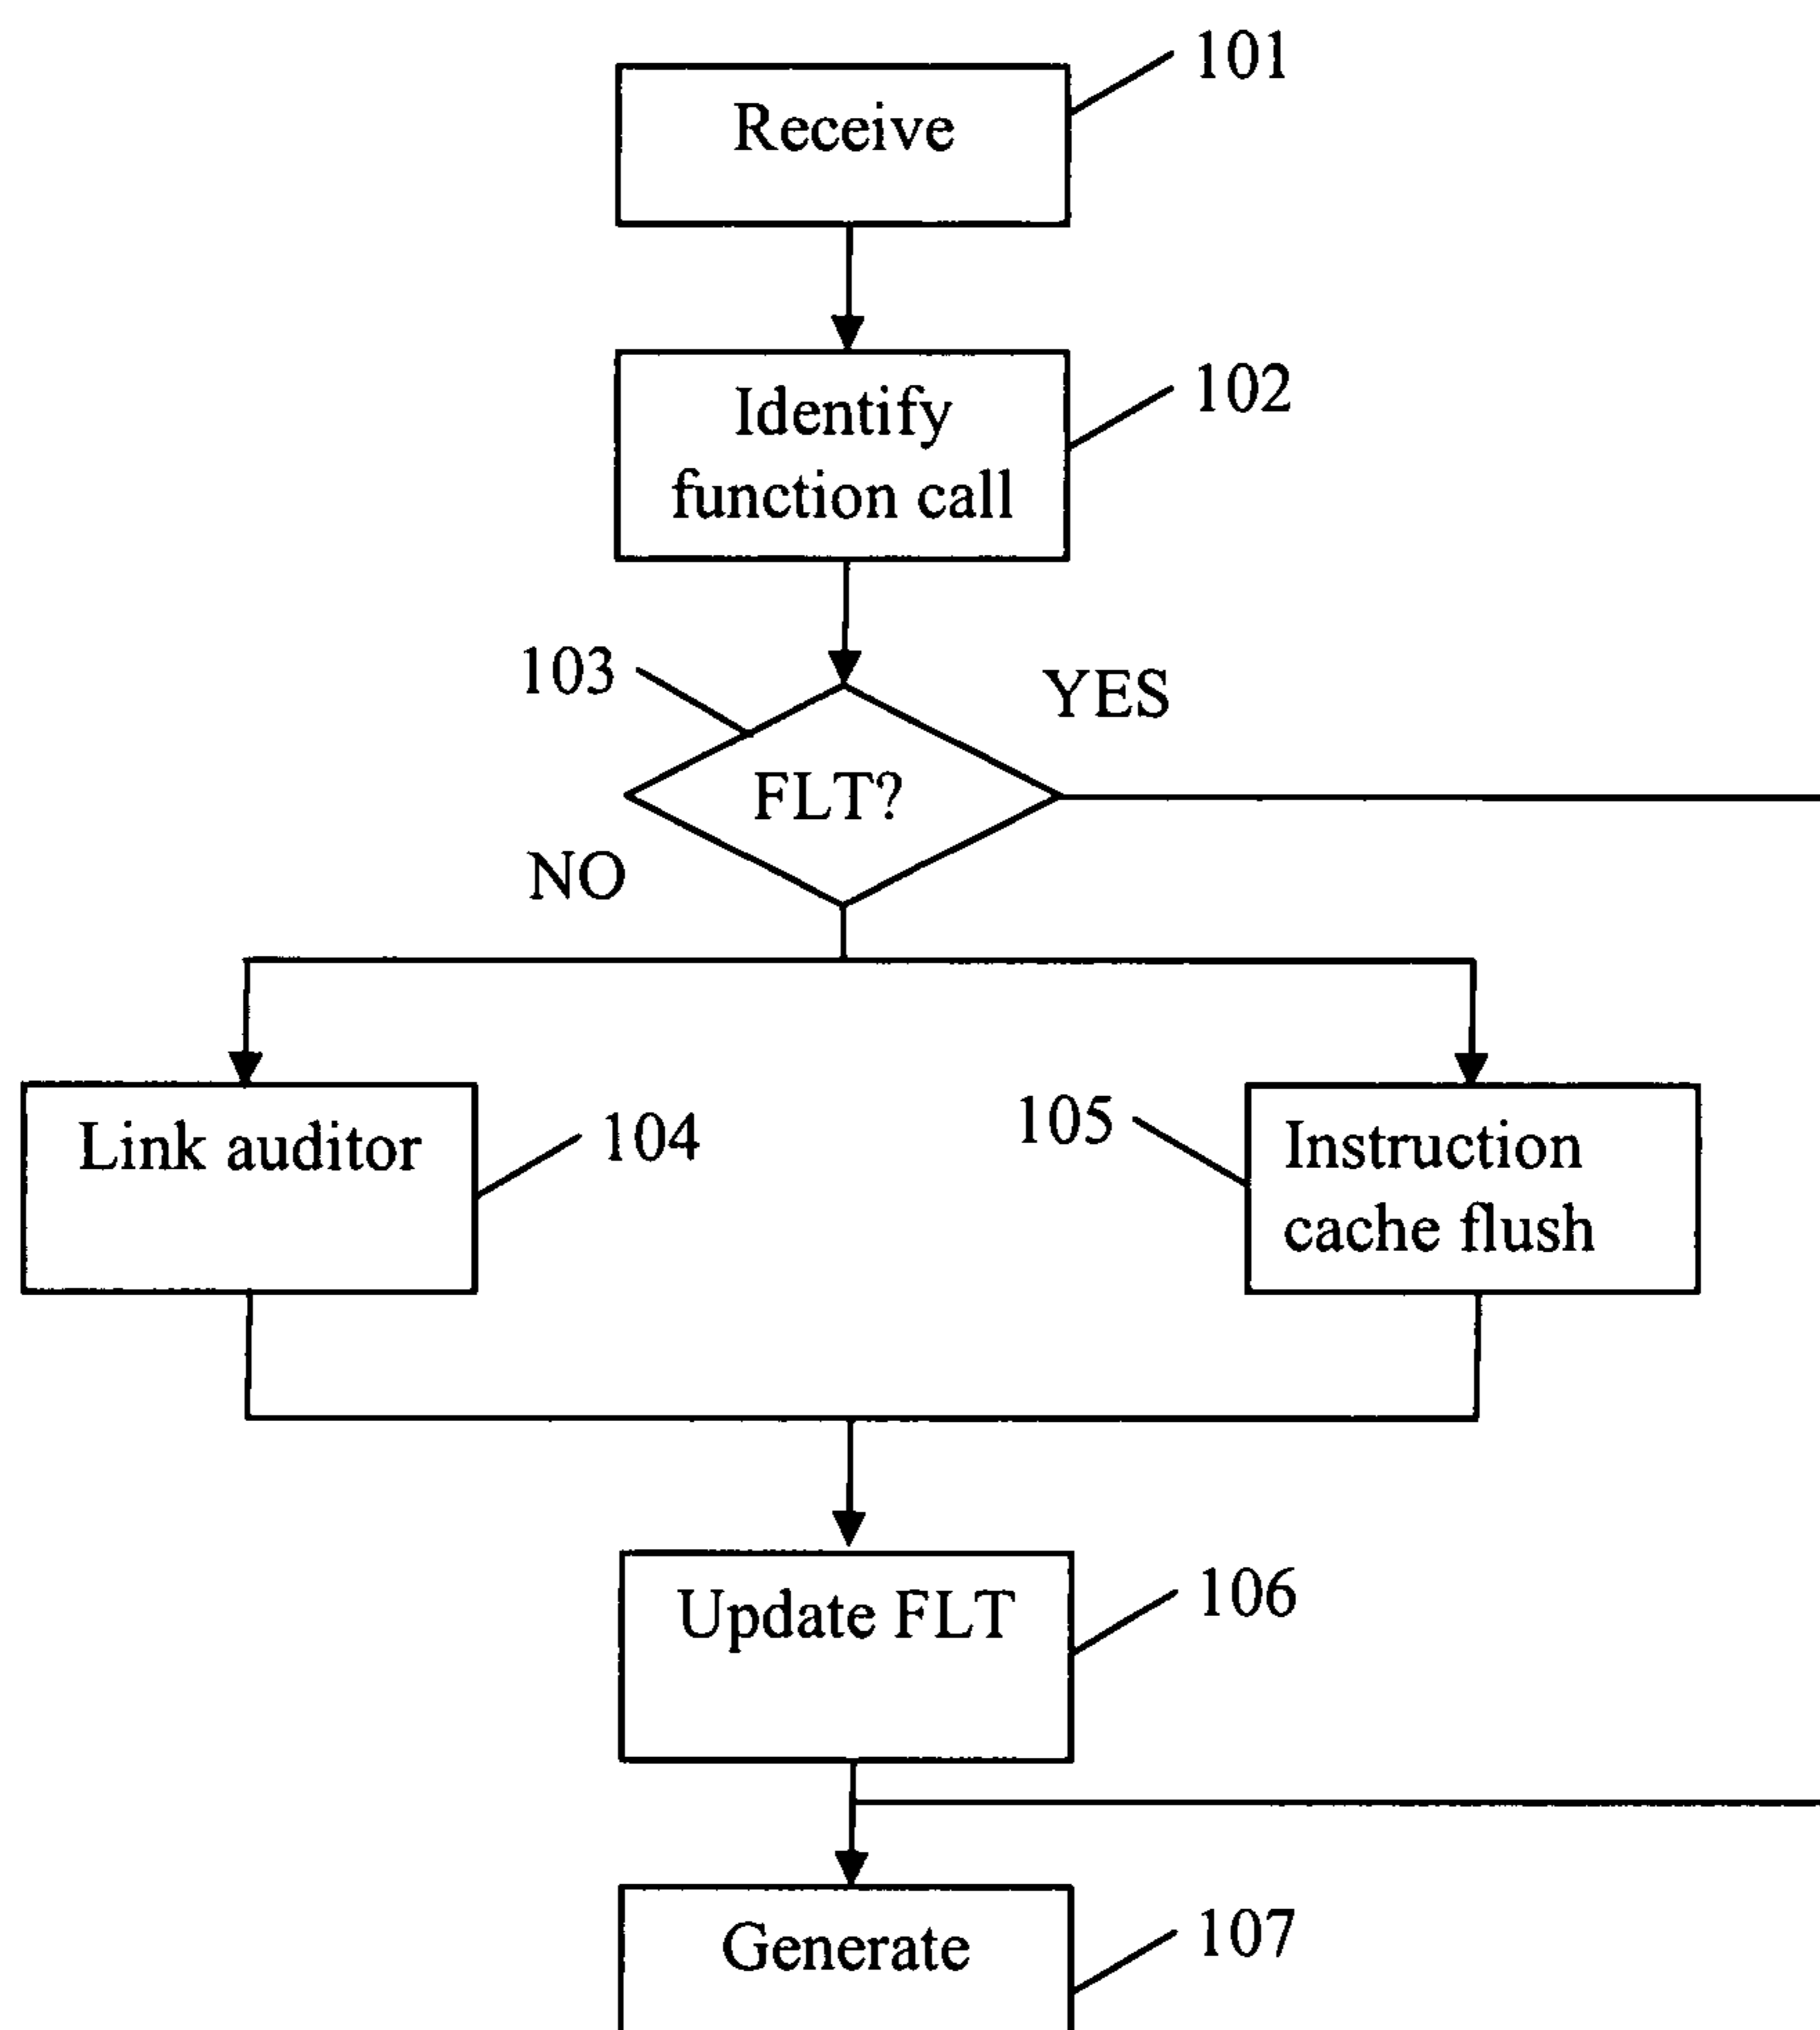 101
Receive
102
Identify
function call
103
YES
FLT?
NO
Link auditor
104
105
Instruction
cache flush
Update FLT
106
Generate
107